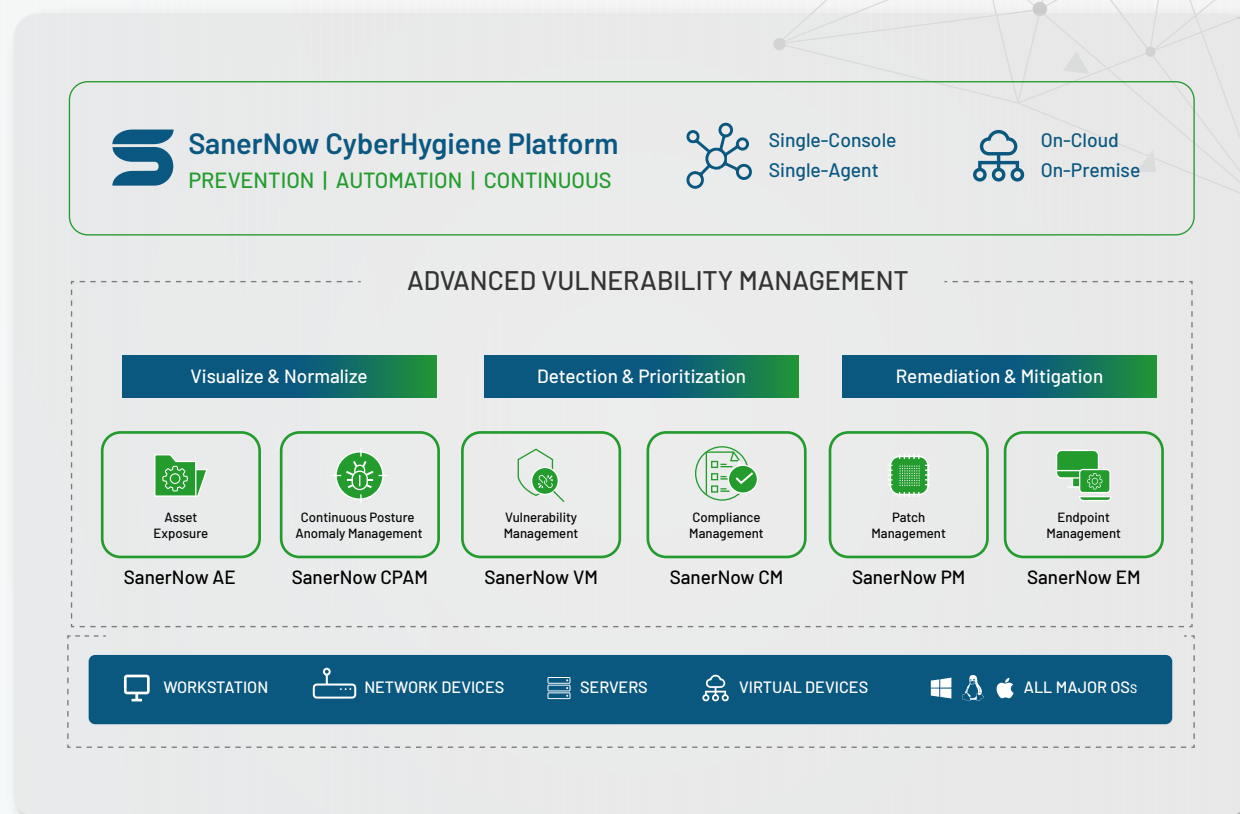 SanerNow CyberHygiene Platform
PREVENTION | AUTOMATION | CONTINUOUS
Single-Console
Single-Agent
On-Cloud
On-Premise
ADVANCED VULNERABILITY MANAGEMENT
Visualize & Normalize
Detection & Prioritization
Remediation & Mitigation
Asset
Exposure
Continuous Posture
Anomaly Management
Vulnerability
Management
Compliance
Management
Patch
Management
Endpoint
Management
SanerNow AE
SanerNow CPAM
SanerNow VM
SanerNow CM
SanerNow PM
SanerNow EM
WORKSTATION
NETWORK DEVICES
SERVERS
VIRTUAL DEVICES
ALL MAJOR OSs